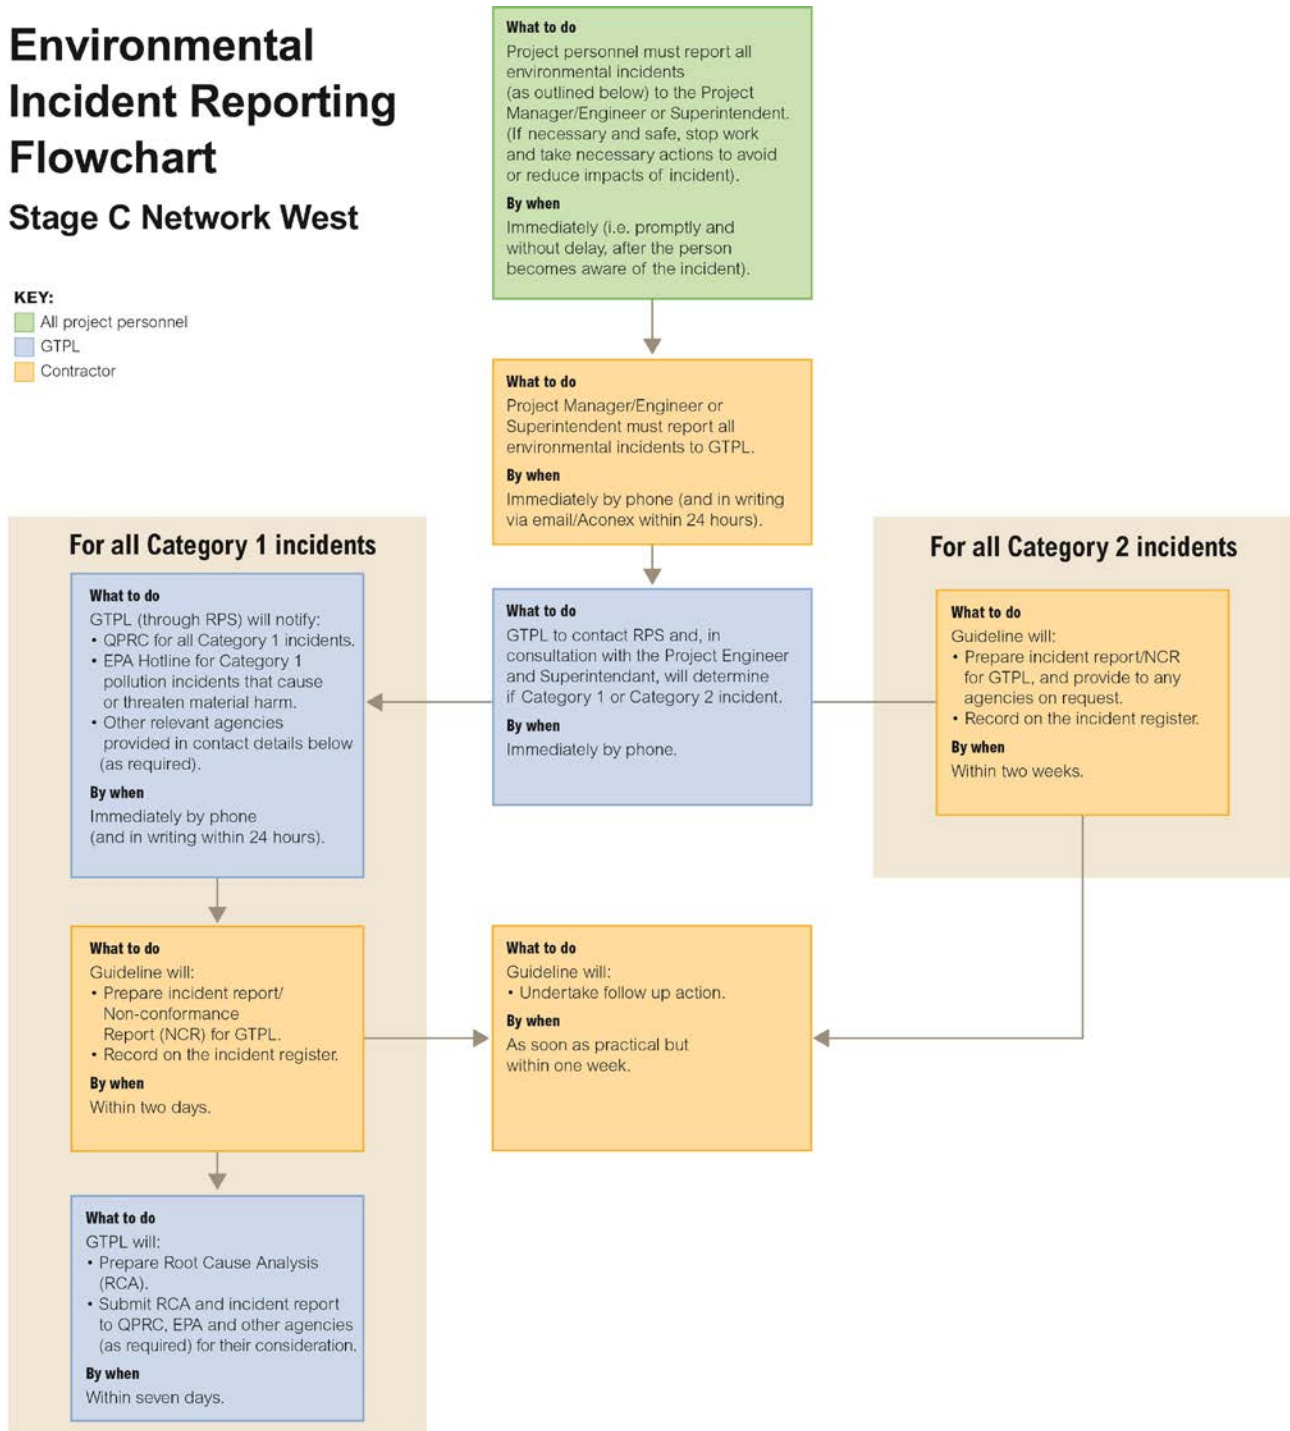 Environmental
Incident Reporting
Flowchart
Stage C Network West
KEY:
All project personnel
GTPL
Contractor
What to do
Project personnel must report all
environmental incidents
(as outlined below) to the Project
Manager/Engineer or Superintendent.
(If necessary and safe, stop work
and take necessary actions to avoid
or reduce impacts of incident).
By when
Immediately (i.e. promptly and
without delay, after the person
becomes aware of the incident).
What to do
Project Manager/Engineer or
Superintendent must report all
environmental incidents to GTPL.
By when
Immediately by phone (and in writing
via email/Aconex within 24 hours).
What to do
GTPL to contact RPS and, in
consultation with the Project Engineer
and Superintendant, will determine
if Category 1 or Category 2 incident.
By when
Immediately by phone.
For all Category 1 incidents
What to do
GTPL (through RPS) will notify:
• QPRC for all Category 1 incidents.
• EPA Hotline for Category 1
pollution incidents that cause
or threaten material harm.
• Other relevant agencies
provided in contact details below
(as required).
By when
Immediately by phone
(and in writing within 24 hours).
What to do
Guideline will:
• Prepare incident report/
Non-conformance
Report (NCR) for GTPL.
• Record on the incident register.
By when
Within two days.
What to do
GTPL will:
• Prepare Root Cause Analysis
(RCA).
• Submit RCA and incident report
to QPRC, EPA and other agencies
(as required) for their consideration.
By when
Within seven days.
For all Category 2 incidents
What to do
Guideline will:
• Prepare incident report/NCR
for GTPL, and provide to any
agencies on request.
• Record on the incident register.
By when
Within two weeks.
What to do
Guideline will:
• Undertake follow up action.
By when
As soon as practical but
within one week.